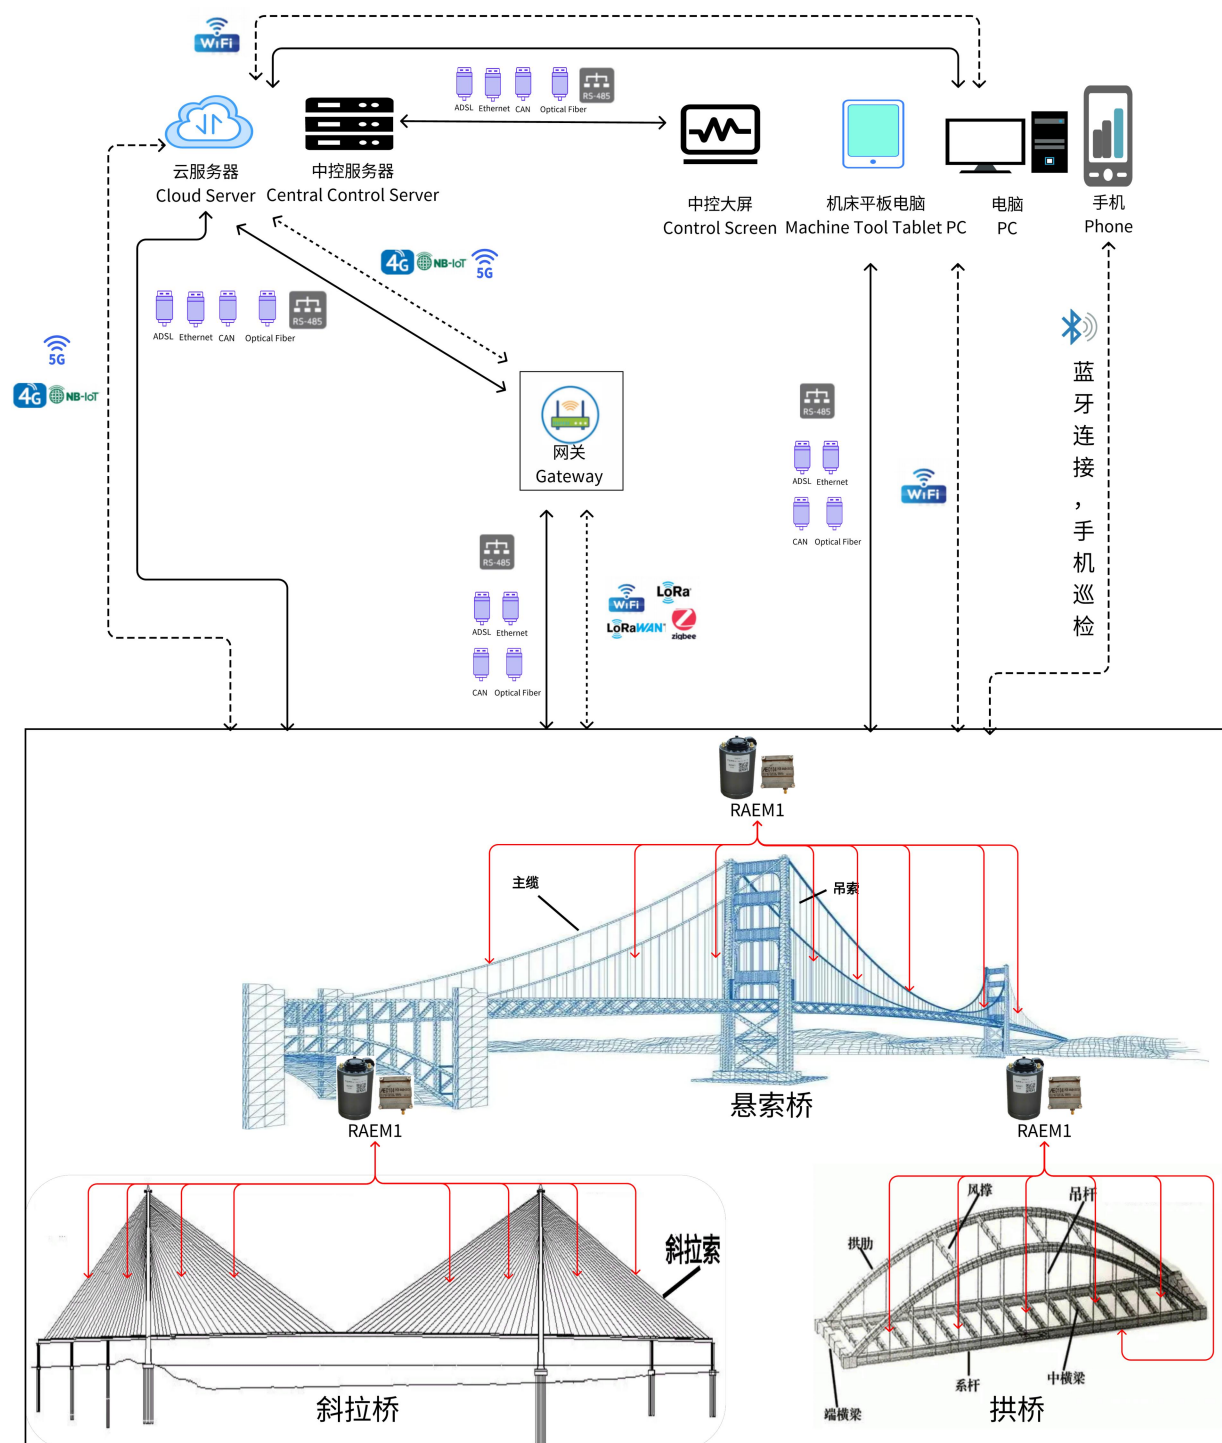 WiFi
ADSL
Ethernet
CAN
Optical Fiber
RS-485
云服务器
Cloud Server
中控服务器
Central Control Server
中控大屏
Control Screen
机床平板电脑
Machine Tool Tablet PC
电脑
PC
手机
Phone
4G
NB-IoT
5G
ADSL
Ethernet
CAN
Optical Fiber
RS-485
5G
4G
NB-IoT
网关
Gateway
RS-485
ADSL
Ethernet
CAN
Optical Fiber
WiFi
LoRa
LoRaWAN
zigbee
RS-485
ADSL
Ethernet
CAN
Optical Fiber
WiFi
蓝牙连接，手机巡检
RAEM1
主缆
吊索
悬索桥
RAEM1
RAEM1
斜拉索
斜拉桥
风撑
吊杆
拱肋
中横梁
系杆
端横梁
拱桥